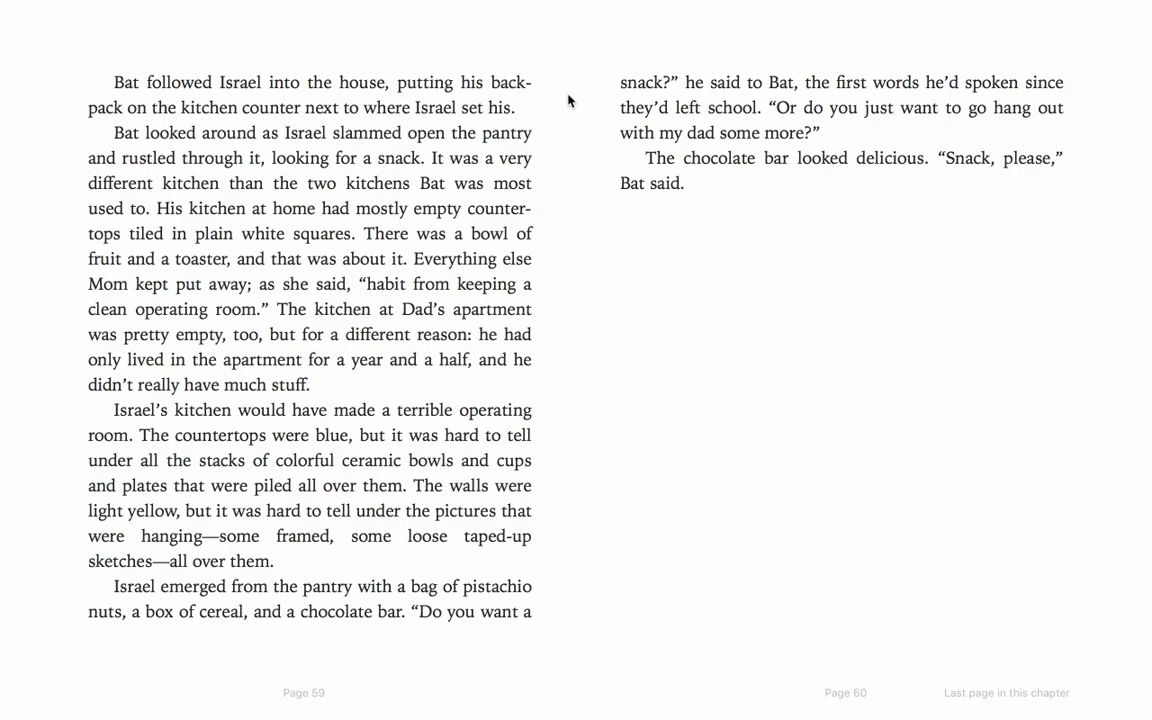 Bat followed Israel into the house, putting his back-
pack on the kitchen counter next to where Israel set his.
Bat looked around as Israel slammed open the pantry
and rustled through it, looking for a snack. It was a very
different kitchen than the two kitchens Bat was most
used to. His kitchen at home had mostly empty counter-
tops tiled in plain white squares. There was a bowl of
fruit and a toaster, and that was about it. Everything else
Mom kept put away; as she said, “habit from keeping a
clean operating room.” The kitchen at Dad’s apartment
was pretty empty, too, but for a different reason: he had
only lived in the apartment for a year and a half, and he
didn’t really have much stuff.
Israel’s kitchen would have made a terrible operating
room. The countertops were blue, but it was hard to tell
under all the stacks of colorful ceramic bowls and cups
and plates that were piled all over them. The walls were
light yellow, but it was hard to tell under the pictures that
were hanging—some framed, some loose taped-up
sketches—all over them.
Israel emerged from the pantry with a bag of pistachio
nuts, a box of cereal, and a chocolate bar. “Do you want a
snack?” he said to Bat, the first words he’d spoken since
they’d left school. “Or do you just want to go hang out
with my dad some more?”
The chocolate bar looked delicious. “Snack, please,”
Bat said.
Page 59
Page 60
Last page in this chapter